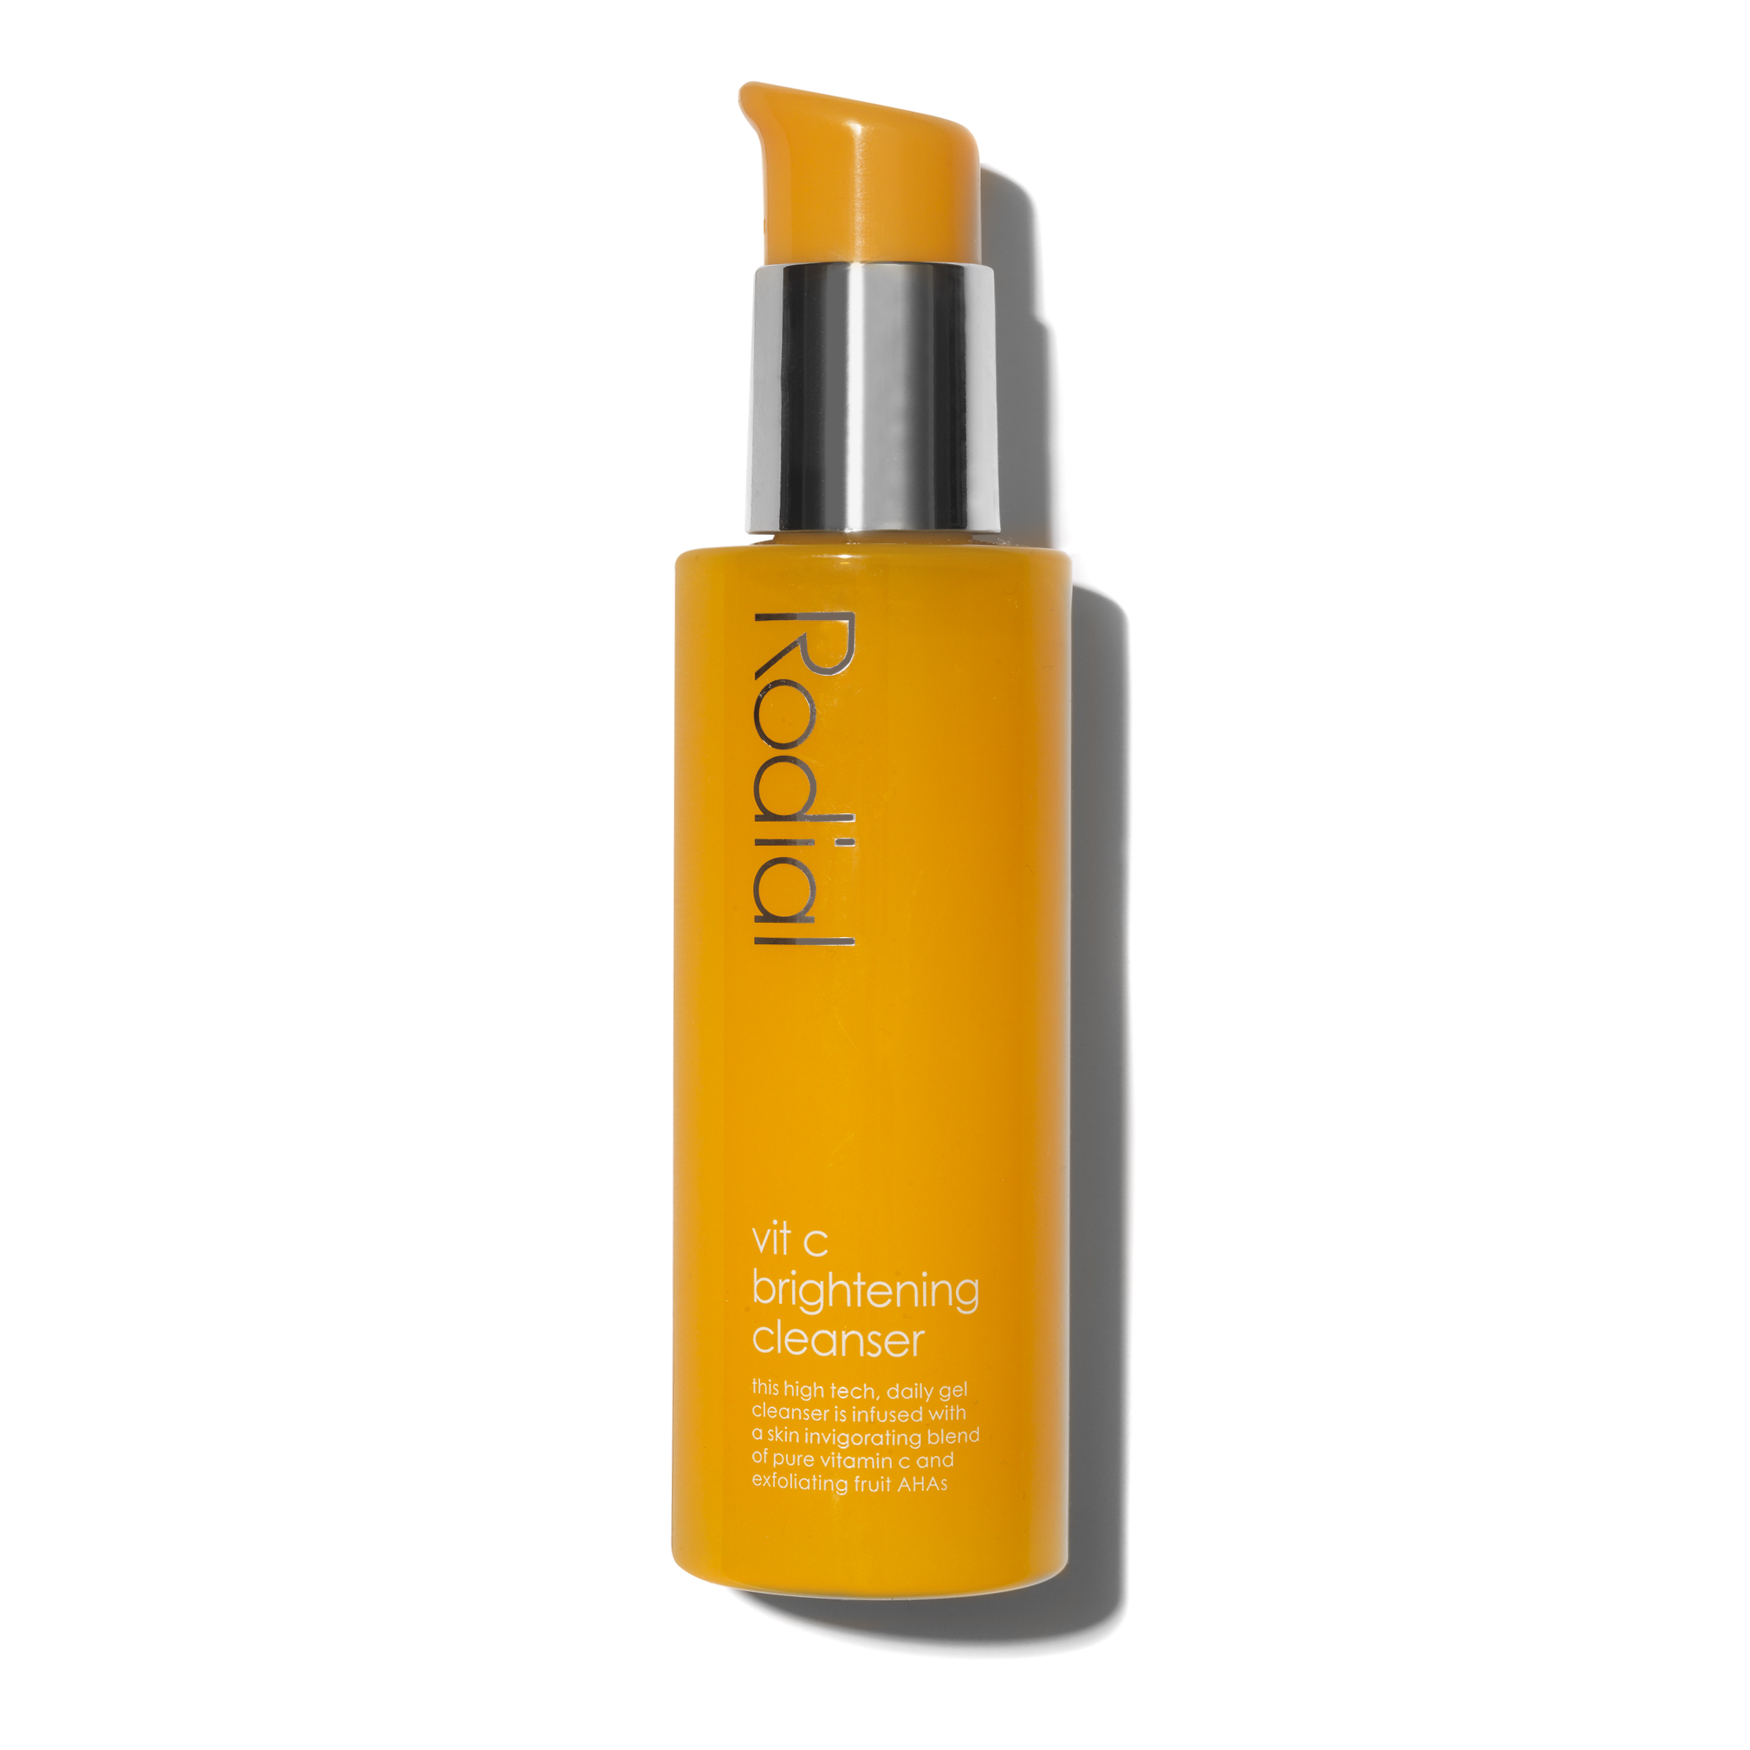 Rodial
vit c
brightening
cleanser
this high tech, daily gel
cleanser is infused with
a skin invigorating blend
of pure vitamin c and
exfoliating fruit AHAs